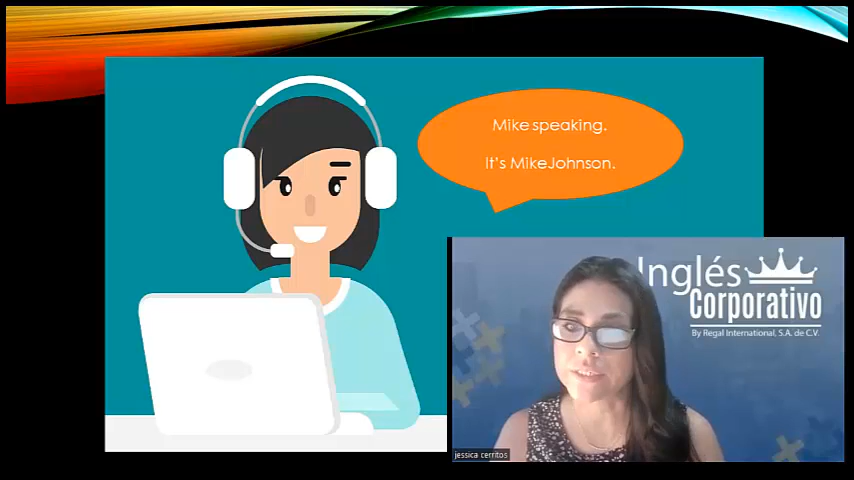 Mike speaking.
It's MikeJohnson.
Inglés
Corporativo
By Regal International, S.A. de C.V.
jessica cerritos